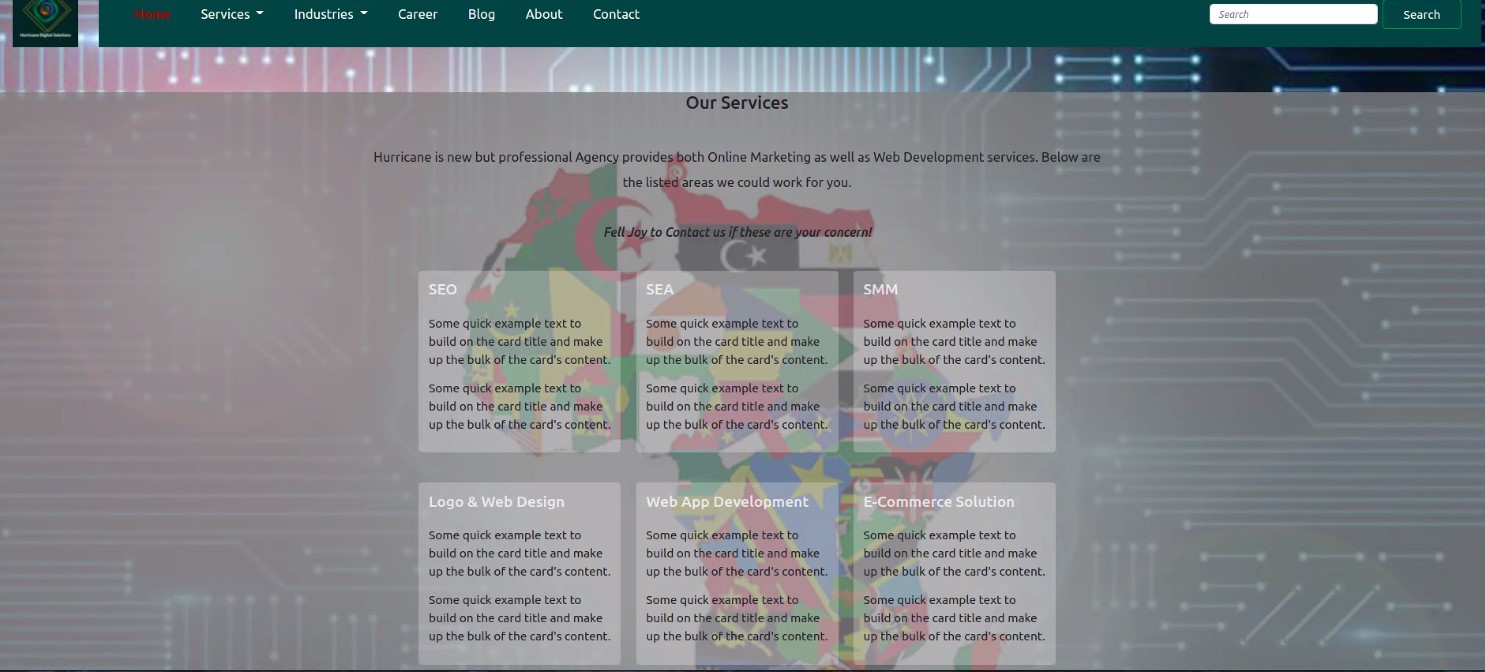 Hurricane Digital Solutions
Home Services Industries Career Blog About Contact Search Search
Our Services
Hurricane is new but professional Agency provides both Online Marketing as well as Web Development services. Below are
the listed areas we could work for you.
Fell Joy to Contact us if these are your concern!
SEO
Some quick example text to
build on the card title and make
up the bulk of the card's content.
Some quick example text to
build on the card title and make
up the bulk of the card's content.
SEA
Some quick example text to
build on the card title and make
up the bulk of the card's content.
Some quick example text to
build on the card title and make
up the bulk of the card's content.
SMM
Some quick example text to
build on the card title and make
up the bulk of the card's content.
Some quick example text to
build on the card title and make
up the bulk of the card's content.
Logo & Web Design
Some quick example text to
build on the card title and make
up the bulk of the card's content.
Some quick example text to
build on the card title and make
up the bulk of the card's content.
Web App Development
Some quick example text to
build on the card title and make
up the bulk of the card's content.
Some quick example text to
build on the card title and make
up the bulk of the card's content.
E-Commerce Solution
Some quick example text to
build on the card title and make
up the bulk of the card's content.
Some quick example text to
build on the card title and make
up the bulk of the card's content.